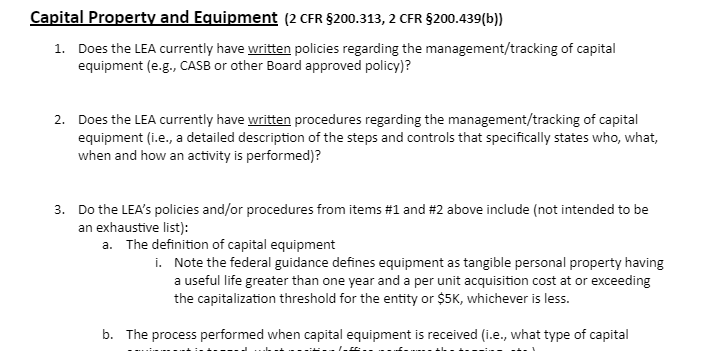 Capital Property and Equipment (2 CFR §200.313, 2 CFR §200.439(b))
1. Does the LEA currently have written policies regarding the management/tracking of capital
equipment (e.g., CASB or other Board approved policy)?
2. Does the LEA currently have written procedures regarding the management/tracking of capital
equipment (i.e., a detailed description of the steps and controls that specifically states who, what,
when and how an activity is performed)?
3. Do the LEA's policies and/or procedures from items #1 and #2 above include (not intended to be
an exhaustive list):
a. The definition of capital equipment
i. Note the federal guidance defines equipment as tangible personal property having
a useful life greater than one year and a per unit acquisition cost at or exceeding
the capitalization threshold for the entity or $5K, whichever is less.
b. The process performed when capital equipment is received (i.e., what type of capital